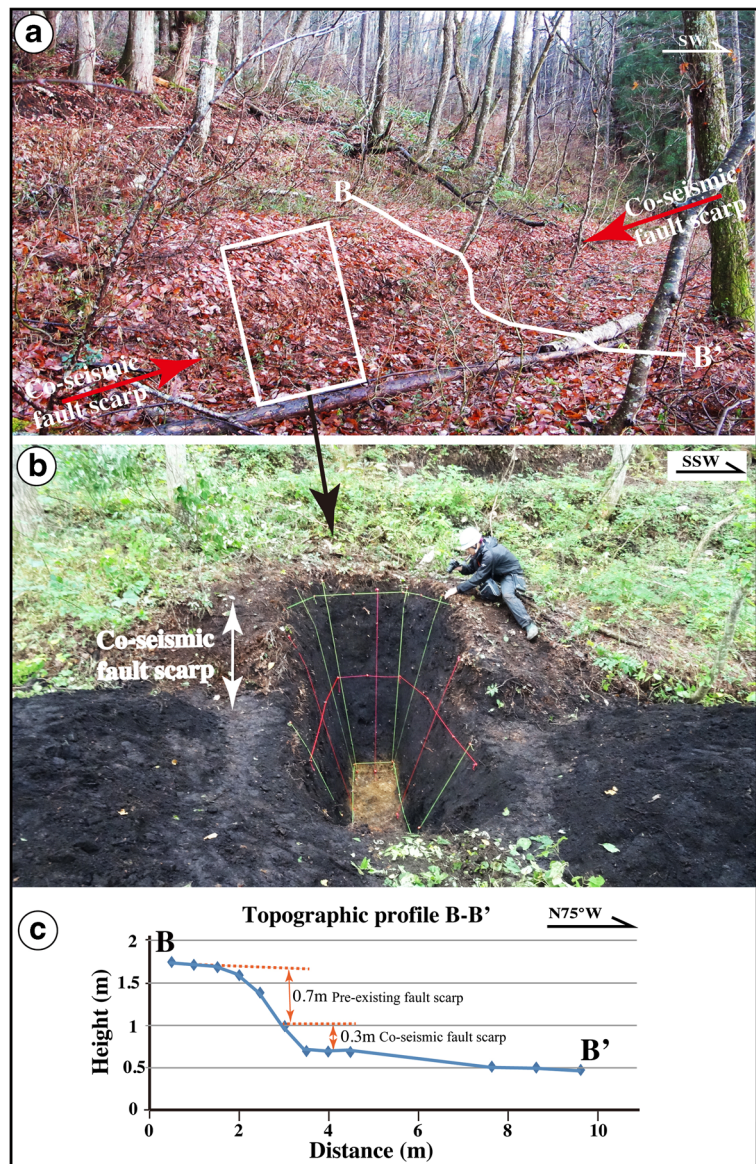 a
SW
B
Co-seismic
fault scarp
Co-seismic
fault scarp
B'
b
SSW
Co-seismic
fault scarp
c
Topographic profile B-B'
N75°W
B
2
1.5
1
0.5
0
Height (m)
0.7m Pre-existing fault scarp
0.3m Co-seismic fault scarp
B'
0
2
4
6
8
10
Distance (m)